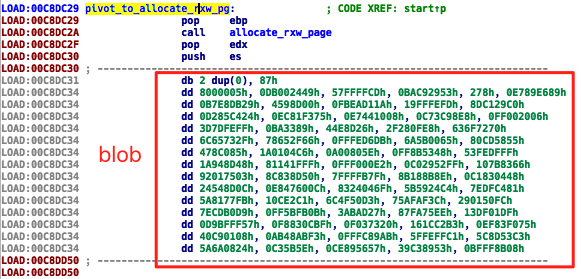 LOAD:00C8DC29 pivot_to_allocate_rxw_pg: ; CODE XREF: start↑p
LOAD:00C8DC29 pop ebp
LOAD:00C8DC2A call allocate_rxw_page
LOAD:00C8DC2F pop edx
LOAD:00C8DC30 push es
LOAD:00C8DC30 ; ---------------------------------------------------------------------------
LOAD:00C8DC31 db 2 dup(0), 87h
LOAD:00C8DC34 dd 8000005h, 0DB002449h, 57FFFFCDh, 0BAC92953h, 278h, 0E789E689h
LOAD:00C8DC34 dd 0B7E8DB29h, 4598D00h, 0FBEAD11Ah, 19FFFEFDh, 8DC129C0h
LOAD:00C8DC34 dd 0D285C424h, 0EC81F375h, 0E7441008h, 0C73C98E8h, 0FF002006h
LOAD:00C8DC34 dd 3D7DFEFFh, 0BA3389h, 44E8D26h, 2F280FE8h, 636F7270h
LOAD:00C8DC34 dd 6C65732Fh, 78652F66h, 0FFFED6DBh, 6A5B0065h, 80CD5855h
LOAD:00C8DC34 dd 478C085h, 1A0104C6h, 0A00805Eh, 0FF8B5348h, 53FEDFFFh
LOAD:00C8DC34 dd 1A948D48h, 81141FFFh, 0FFF000E2h, 0C02952FFh, 107B8366h
LOAD:00C8DC34 dd 92017503h, 8C838D50h, 7FFFFB7Fh, 8B188B8Eh, 0C1830448h
LOAD:00C8DC34 dd 24548D0Ch, 0E847600Ch, 8324046Fh, 5B5924C4h, 7EDFC481h
LOAD:00C8DC34 dd 5A8177FBh, 10CE2C1h, 6C4F50D3h, 75AFAF3Ch, 290150FCh
LOAD:00C8DC34 dd 7ECDB0D9h, 0FF5BFB0Bh, 3ABAD27h, 87FA75EEh, 13DF01DFh
LOAD:00C8DC34 dd 0D9BFFF57h, 0F8830CBFh, 0F037320h, 161CC2B3h, 0EF83F075h
LOAD:00C8DC34 dd 40C90108h, 0AB48ABF3h, 0FFFC89ABh, 5FFEFFC1h, 5C8D53C3h
LOAD:00C8DC34 dd 5A6A0824h, 0C35B5Eh, 0CE895657h, 39C38953h, 0BFFF8B08h
LOAD:00C8DD50 ; ---------------------------------------------------------------------------
LOAD:00C8DD50
blob